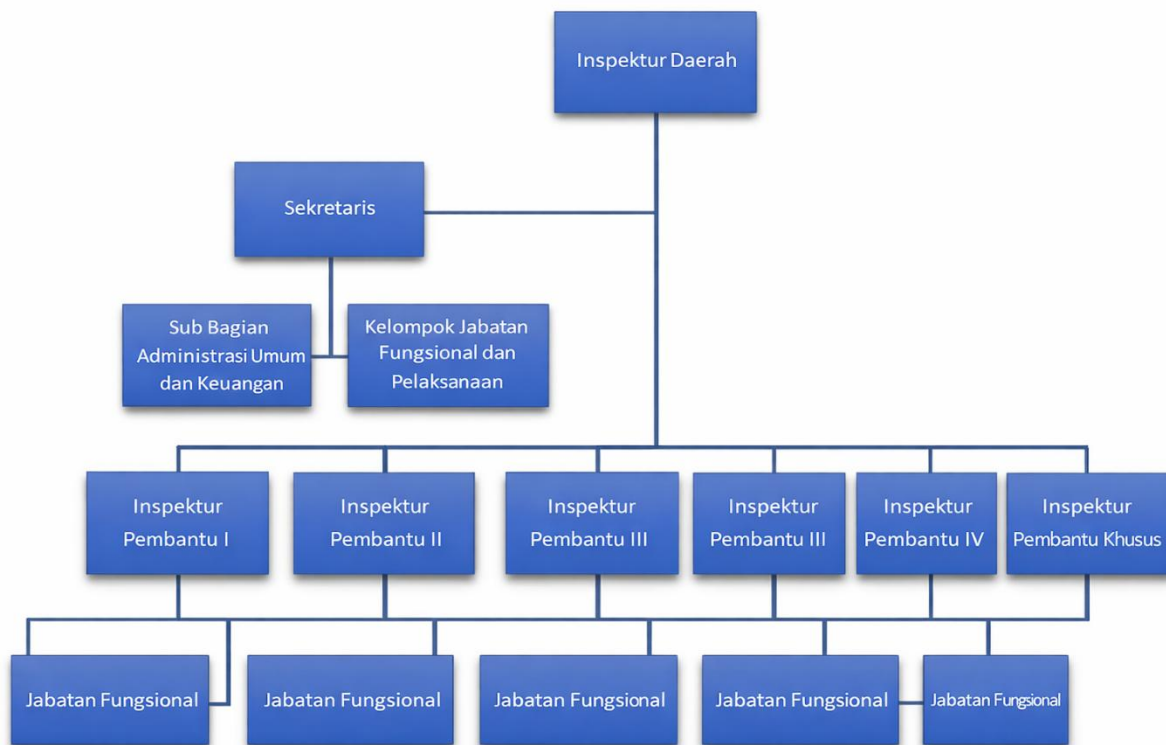 Inspektur Daerah
Sekretaris
Sub Bagian
Administrasi Umum
dan Keuangan
Kelompok Jabatan
Fungsional dan
Pelaksanaan
Inspektur
Pembantu I
Inspektur
Pembantu II
Inspektur
Pembantu III
Inspektur
Pembantu III
Inspektur
Pembantu IV
Inspektur
Pembantu Khusus
Jabatan Fungsional
Jabatan Fungsional
Jabatan Fungsional
Jabatan Fungsional
Jabatan Fungsional